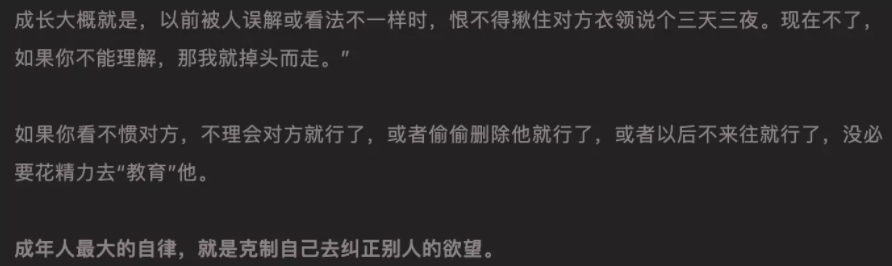 成长大概就是，以前被人误解或看法不一样时，恨不得揪住对方衣领说个三天三夜。现在不了，
如果你不能理解，那我就掉头而走。”
如果你看不惯对方，不理会对方就行了，或者偷偷删除他就行了，或者以后不来往就行了，没必
要花精力去“教育”他。
成年人最大的自律，就是克制自己去纠正别人的欲望。